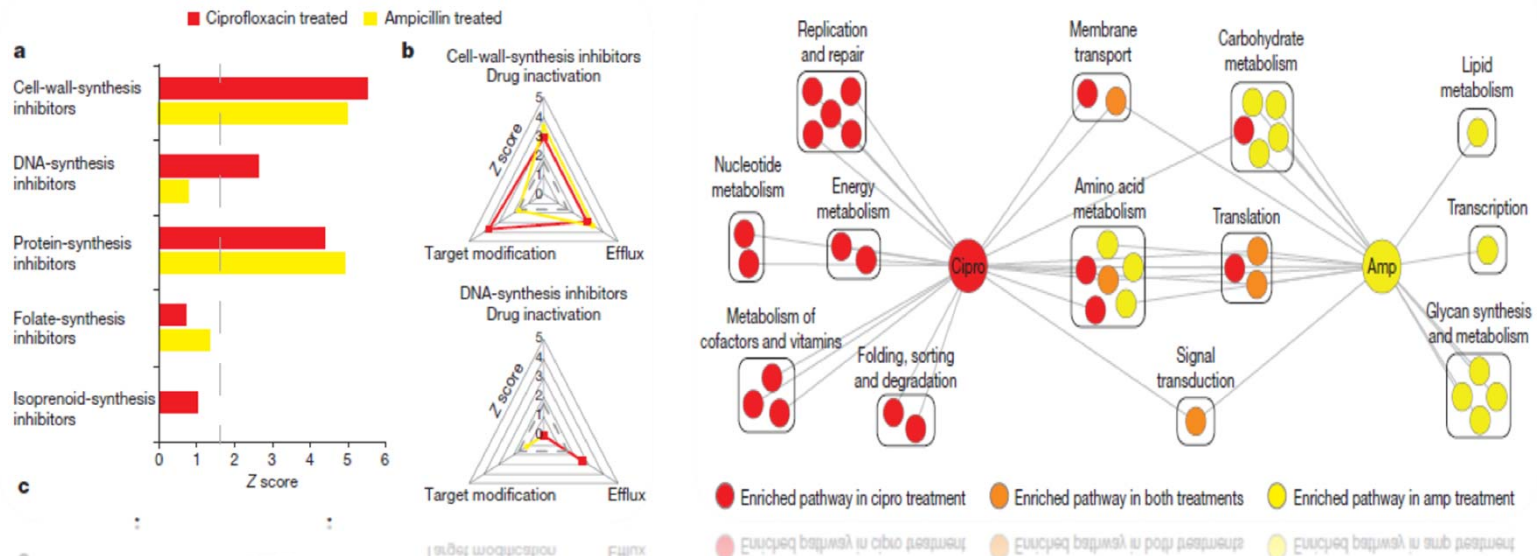 Ciprofloxacin treated
Ampicillin treated
a
Cell-wall-synthesis
inhibitors
DNA-synthesis
inhibitors
Protein-synthesis
inhibitors
Folate-synthesis
inhibitors
Isoprenoid-synthesis
inhibitors
0 1 2 3 4 5 6
Z score
c
b
Cell-wall-synthesis inhibitors
Drug inactivation
5
4
3
2
1
0
Z score
Target modification
Efflux
DNA-synthesis inhibitors
Drug inactivation
5
4
3
2
1
0
Z score
Target modification
Efflux
Replication
and repair
Membrane
transport
Carbohydrate
metabolism
Lipid
metabolism
Nucleotide
metabolism
Energy
metabolism
Amino acid
metabolism
Translation
Transcription
Cipro
Amp
Metabolism of
cofactors and vitamins
Folding, sorting
and degradation
Signal
transduction
Glycan synthesis
and metabolism
Enriched pathway in cipro treatment
Enriched pathway in both treatments
Enriched pathway in amp treatment